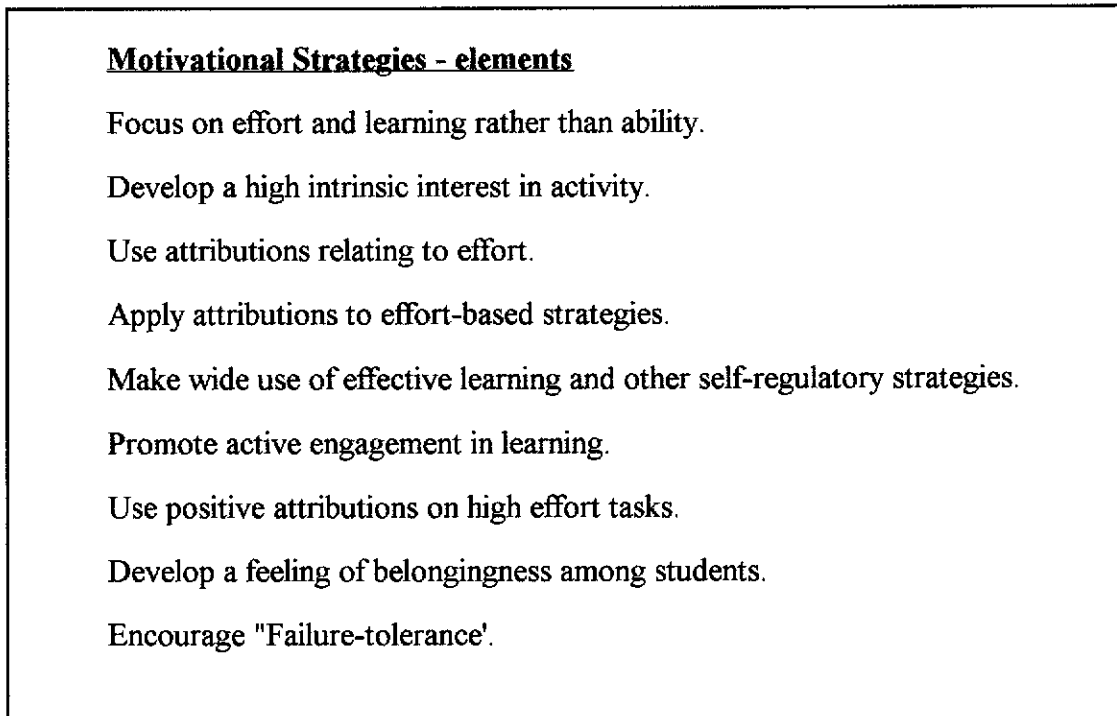 Motivational Strategies - elements
Focus on effort and learning rather than ability.
Develop a high intrinsic interest in activity.
Use attributions relating to effort.
Apply attributions to effort-based strategies.
Make wide use of effective learning and other self-regulatory strategies.
Promote active engagement in learning.
Use positive attributions on high effort tasks.
Develop a feeling of belongingness among students.
Encourage "Failure-tolerance'.